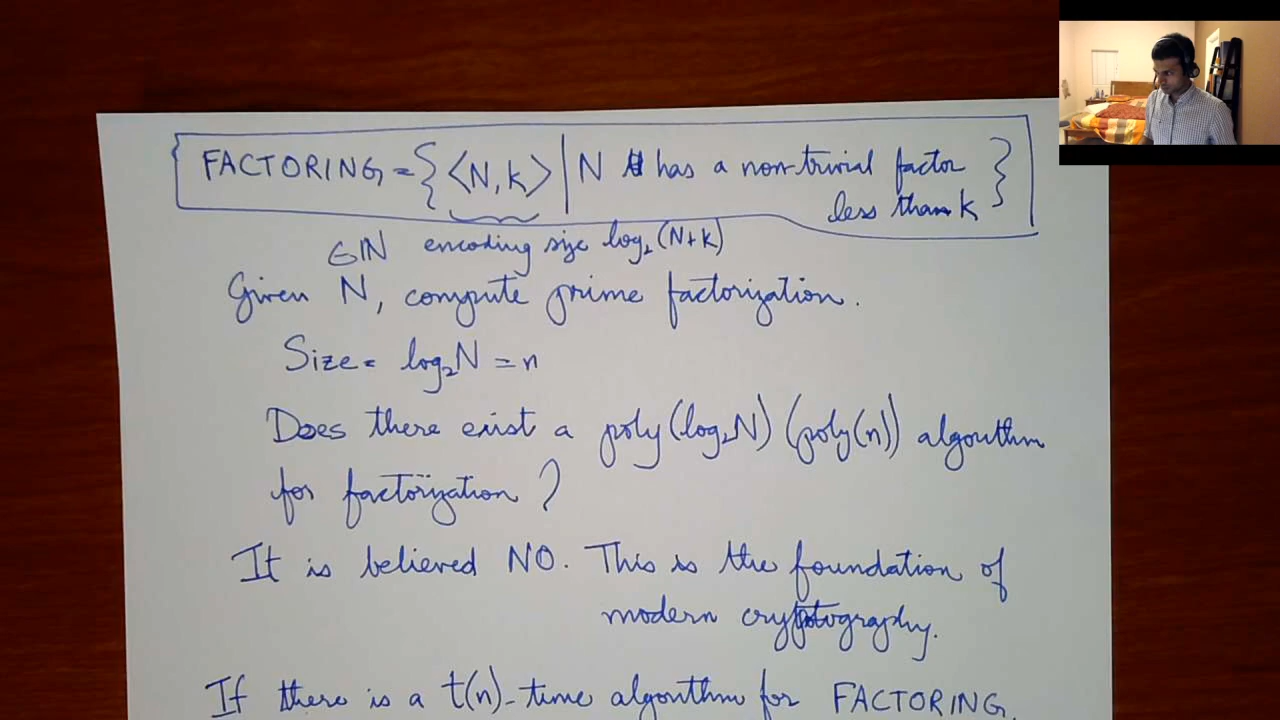 FACTORING = { ⟨N, k⟩ | N has a non-trivial factor
less than k }
∈ ℕ encoding size log₂(N+k)
Given N, compute prime factorization.
Size = log₂N = n
Does there exist a poly(log₂N) (poly(n)) algorithm
for factorization ?
It is believed NO. This is the foundation of
modern cryptography.
If there is a t(n)-time algorithm for FACTORING,